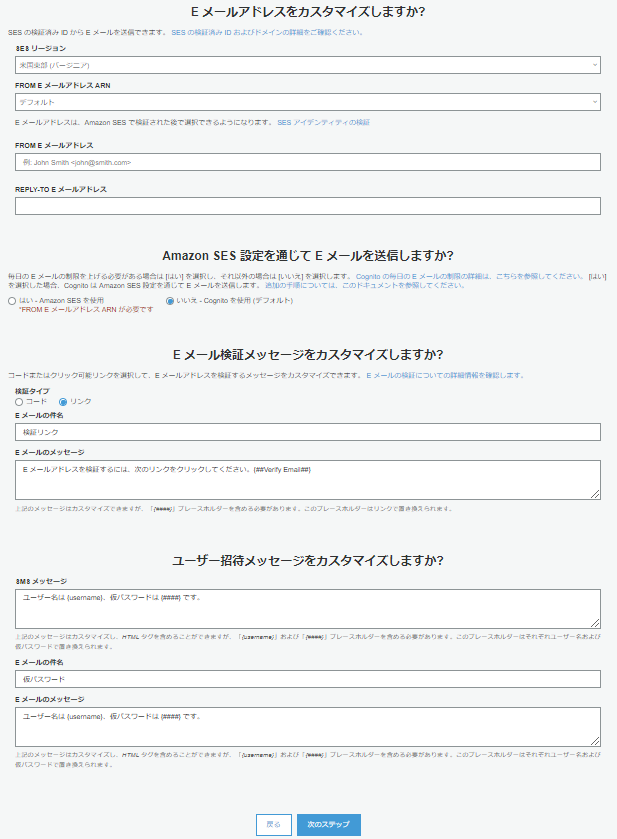 E メールアドレスをカスタマイズしますか?
SES の検証済み ID から E メールを送信できます。 SES の検証済み ID およびドメインの詳細をご確認ください。
SES リージョン
米国東部 (バージニア)
FROM E メールアドレス ARN
デフォルト
E メールアドレスは、Amazon SES で検証された後で選択できるようになります。 SES アイデンティティの検証
FROM E メールアドレス
例: John Smith <john@smith.com>
REPLY-TO E メールアドレス
Amazon SES 設定を通じて E メールを送信しますか?
毎日の E メールの制限を上げる必要がある場合は [はい] を選択し、それ以外の場合は [いいえ] を選択します。 Cognito の毎日の E メールの制限の詳細は、こちらを参照してください。 [はい]
を選択した場合、Cognito は Amazon SES 設定を通じて E メールを送信します。 追加の手順については、このドキュメントを参照してください。
はい - Amazon SES を使用
*FROM E メールアドレス ARN が必要です
いいえ - Cognito を使用 (デフォルト)
E メール検証メッセージをカスタマイズしますか?
コードまたはクリック可能リンクを選択して、E メールアドレスを検証するメッセージをカスタマイズできます。 E メールの検証についての詳細情報を確認します。
検証タイプ
コード リンク
E メールの件名
検証リンク
E メールのメッセージ
E メールアドレスを検証するには、次のリンクをクリックしてください。{##Verify Email##}
上記のメッセージはカスタマイズできますが、「{####}」プレースホルダーを含める必要があります。このプレースホルダーはリンクで置き換えられます。
ユーザー招待メッセージをカスタマイズしますか?
SMS メッセージ
ユーザー名は {username}、仮パスワードは {####} です。
上記のメッセージはカスタマイズし、HTML タグを含めることができますが、「{username}」および「{####}」プレースホルダーを含める必要があります。このプレースホルダーはそれぞれユーザー名および
仮パスワードで置き換えられます。
E メールの件名
仮パスワード
E メールのメッセージ
ユーザー名は {username}、仮パスワードは {####} です。
上記のメッセージはカスタマイズし、HTML タグを含めることができますが、「{username}」および「{####}」プレースホルダーを含める必要があります。このプレースホルダーはそれぞれユーザー名および
仮パスワードで置き換えられます。
戻る 次のステップ